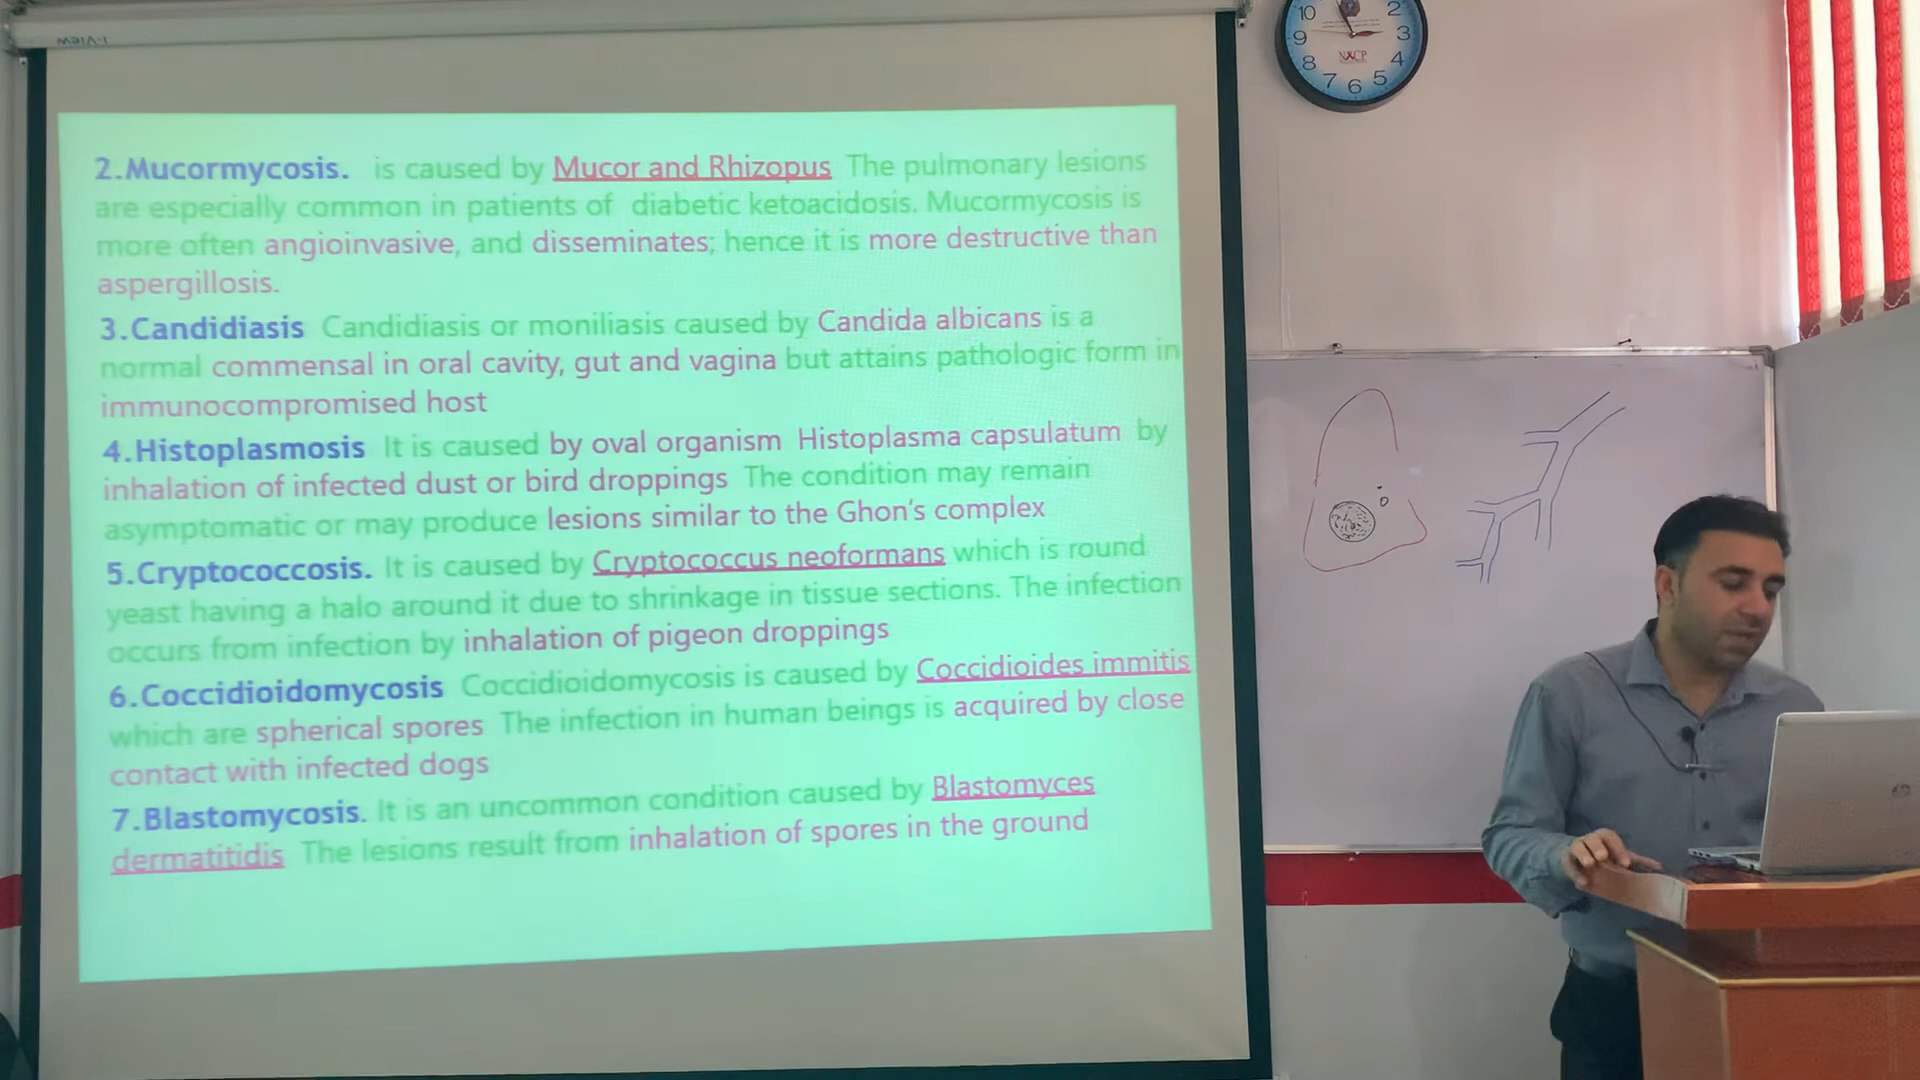 I-VIEW
2.Mucormycosis. is caused by Mucor and Rhizopus The pulmonary lesions
are especially common in patients of diabetic ketoacidosis. Mucormycosis is
more often angioinvasive, and disseminates; hence it is more destructive than
aspergillosis.
3.Candidiasis Candidiasis or moniliasis caused by Candida albicans is a
normal commensal in oral cavity, gut and vagina but attains pathologic form in
immunocompromised host
4.Histoplasmosis It is caused by oval organism Histoplasma capsulatum by
inhalation of infected dust or bird droppings The condition may remain
asymptomatic or may produce lesions similar to the Ghon's complex
5.Cryptococcosis. It is caused by Cryptococcus neoformans which is round
yeast having a halo around it due to shrinkage in tissue sections. The infection
occurs from infection by inhalation of pigeon droppings
6.Coccidioidomycosis Coccidioidomycosis is caused by Coccidioides immitis
which are spherical spores The infection in human beings is acquired by close
contact with infected dogs
7.Blastomycosis. It is an uncommon condition caused by Blastomyces
dermatitidis The lesions result from inhalation of spores in the ground
10 2
9 3
8 4
7 6 5
NACP